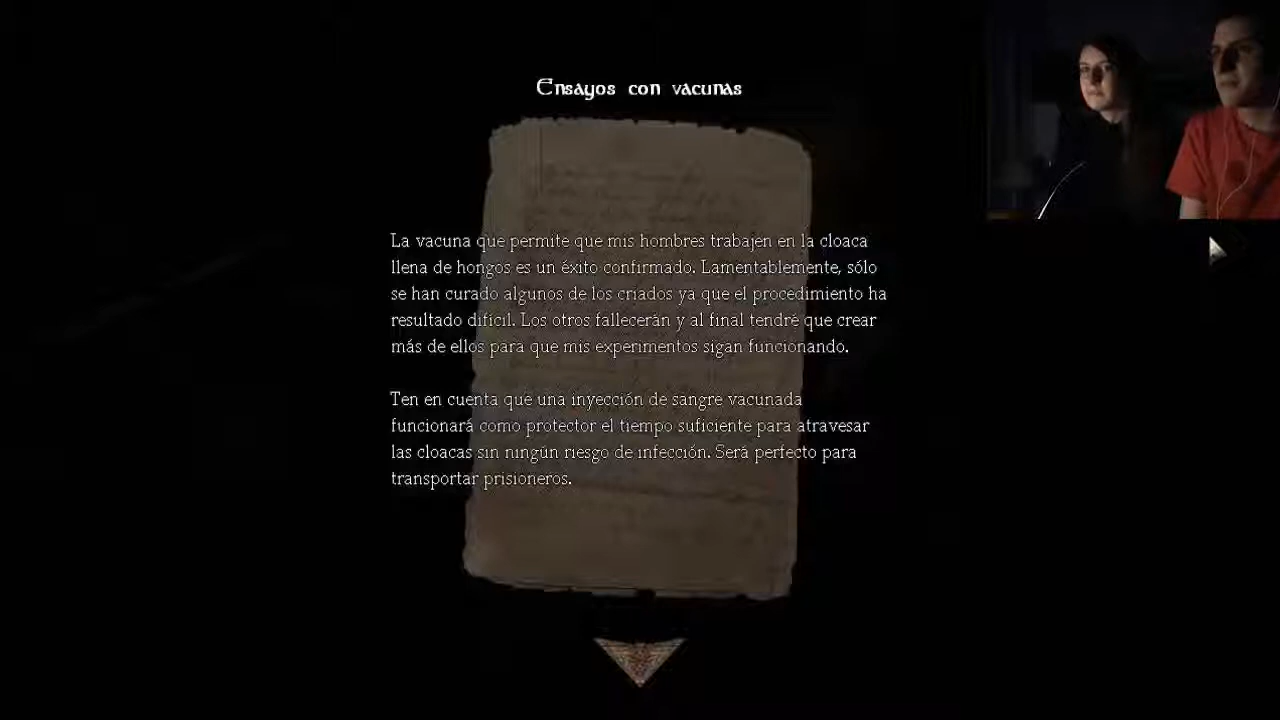 Ensayos con vacunas
La vacuna que permite que mis hombres trabajen en la cloaca
llena de hongos es un éxito confirmado. Lamentablemente, sólo
se han curado algunos de los criados ya que el procedimiento ha
resultado difícil. Los otros fallecerán y al final tendré que crear
más de ellos para que mis experimentos sigan funcionando.
Ten en cuenta que una inyección de sangre vacunada
funcionará como protector el tiempo suficiente para atravesar
las cloacas sin ningún riesgo de infección. Será perfecto para
transportar prisioneros.